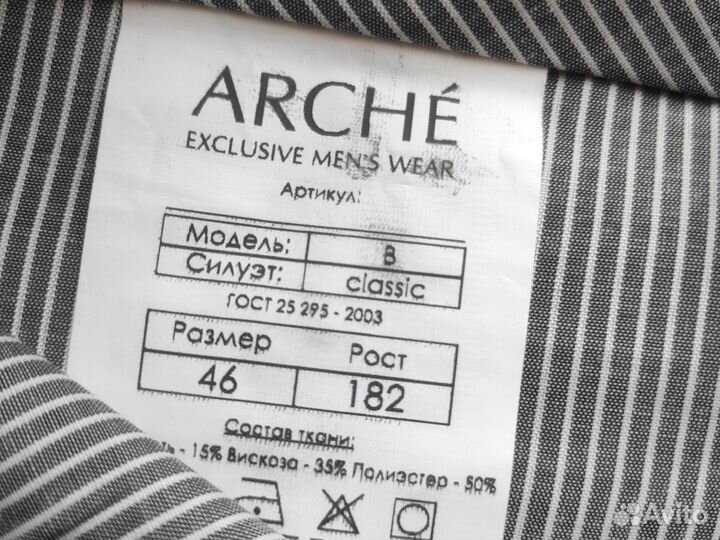 ARCHÉ
EXCLUSIVE MEN'S WEAR
Артикул:
Модель: В
Силуэт: classic
ГОСТ 25 295 - 2003
Размер Рост
46 182
Состав ткани:
- 15% Вискоза - 35% Полиэстер - 50%
Avito